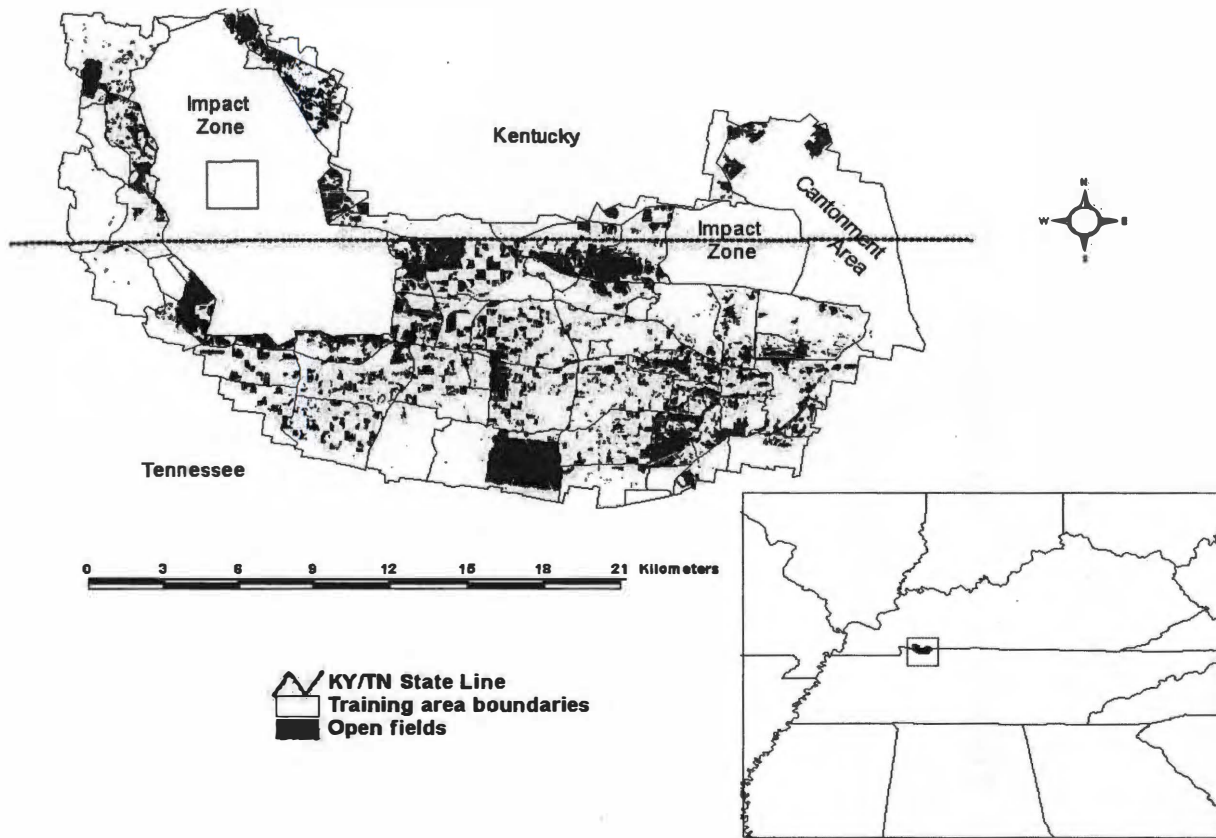 Impact
Zone
Kentucky
Cantonment
Area
Impact
Zone
N
W
E
S
Tennessee
0 3 6 9 12 15 18 21 Kilometers
KY/TN State Line
Training area boundaries
Open fields